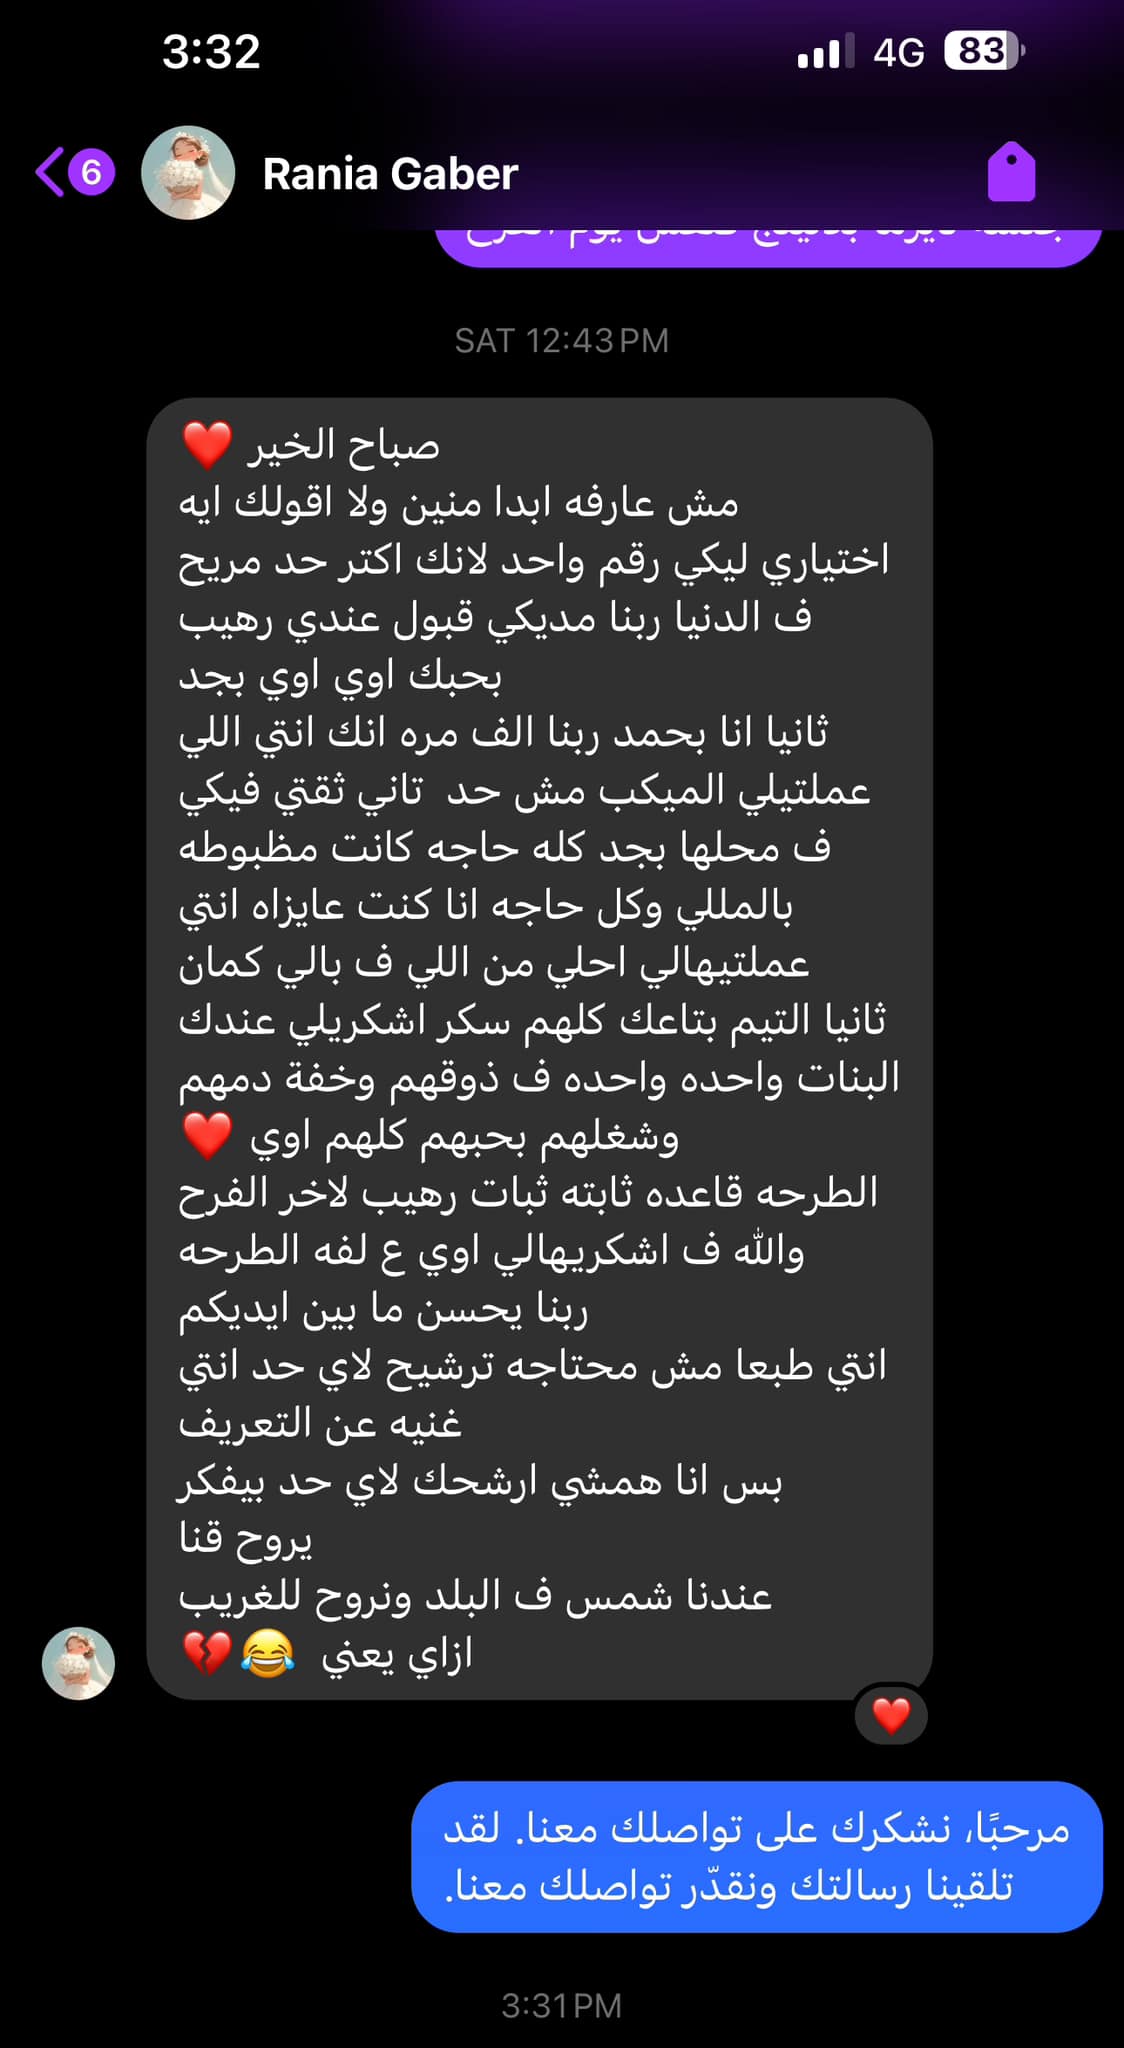 3:32
4G
83
6
Rania Gaber
يوم الفرح
SAT 12:43 PM
صباح الخير ❤️
مش عارفه ابدا منين ولا اقولك ايه
اختياري ليكي رقم واحد لانك اكتر حد مريح
ف الدنيا ربنا مديكي قبول عندي رهيب
بحبك اوي اوي بجد
ثانيا انا بحمد ربنا الف مره انك انتي اللي
عملتيلي الميكب مش حد تاني ثقتي فيكي
ف محلها بجد كله حاجه كانت مظبوطه
بالمللي وكل حاجه انا كنت عايزاه انتي
عملتيهالي احلي من اللي ف بالي كمان
ثانيا التيم بتاعك كلهم سكر اشكريلي عندك
البنات واحده واحده ف ذوقهم وخفة دمهم
وشغلهم بحبهم كلهم اوي ❤️
الطرحه قاعده ثابته ثبات رهيب لاخر الفرح
والله ف اشكريهالي اوي ع لفه الطرحه
ربنا يحسن ما بين ايديكم
انتي طبعا مش محتاجه ترشيح لاي حد انتي
غنيه عن التعريف
بس انا همشي ارشحك لاي حد بيفكر
يروح قنا
عندنا شمس ف البلد ونروح للغريب
ازاي يعني 😂💔
❤️
مرحبًا، نشكرك على تواصلك معنا. لقد
تلقينا رسالتك ونقدّر تواصلك معنا.
3:31 PM